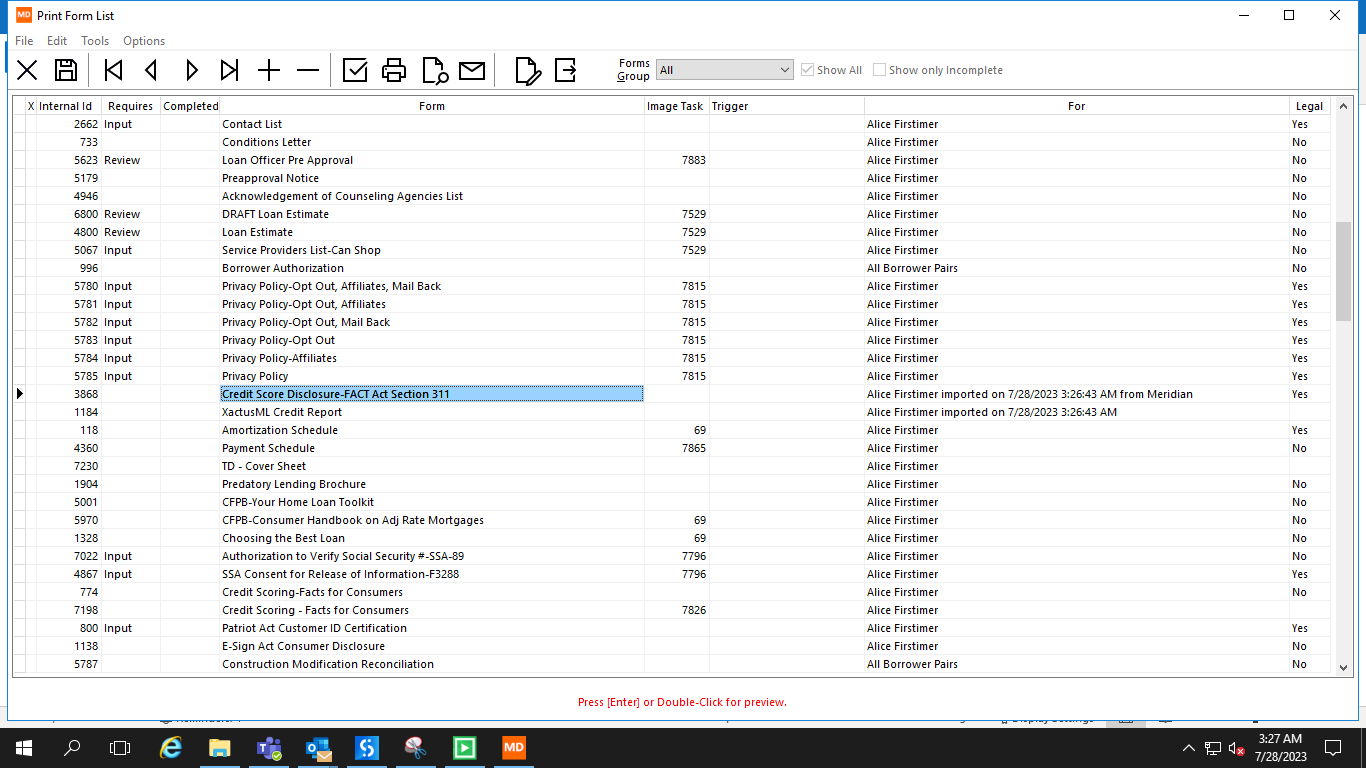 MD Print Form List
File Edit Tools Options
Forms Group All Show All Show only Incomplete
X Internal Id Requires Completed Form Image Task Trigger For Legal
2662 Input Contact List Alice Firstimer Yes
733 Conditions Letter Alice Firstimer No
5623 Review Loan Officer Pre Approval 7883 Alice Firstimer No
5179 Preapproval Notice Alice Firstimer No
4946 Acknowledgement of Counseling Agencies List Alice Firstimer No
6800 Review DRAFT Loan Estimate 7529 Alice Firstimer No
4800 Review Loan Estimate 7529 Alice Firstimer No
5067 Input Service Providers List-Can Shop 7529 Alice Firstimer No
996 Borrower Authorization All Borrower Pairs No
5780 Input Privacy Policy-Opt Out, Affiliates, Mail Back 7815 Alice Firstimer Yes
5781 Input Privacy Policy-Opt Out, Affiliates 7815 Alice Firstimer Yes
5782 Input Privacy Policy-Opt Out, Mail Back 7815 Alice Firstimer Yes
5783 Input Privacy Policy-Opt Out 7815 Alice Firstimer Yes
5784 Input Privacy Policy-Affiliates 7815 Alice Firstimer Yes
5785 Input Privacy Policy 7815 Alice Firstimer Yes
3868 Credit Score Disclosure-FACT Act Section 311 Alice Firstimer imported on 7/28/2023 3:26:43 AM from Meridian Yes
1184 XactusML Credit Report Alice Firstimer imported on 7/28/2023 3:26:43 AM
118 Amortization Schedule 69 Alice Firstimer Yes
4360 Payment Schedule 7865 Alice Firstimer No
7230 TD - Cover Sheet Alice Firstimer
1904 Predatory Lending Brochure Alice Firstimer No
5001 CFPB-Your Home Loan Toolkit Alice Firstimer No
5970 CFPB-Consumer Handbook on Adj Rate Mortgages 69 Alice Firstimer No
1328 Choosing the Best Loan 69 Alice Firstimer No
7022 Input Authorization to Verify Social Security #-SSA-89 7796 Alice Firstimer No
4867 Input SSA Consent for Release of Information-F3288 7796 Alice Firstimer Yes
774 Credit Scoring-Facts for Consumers Alice Firstimer No
7198 Credit Scoring - Facts for Consumers 7826 Alice Firstimer
800 Input Patriot Act Customer ID Certification Alice Firstimer Yes
1138 E-Sign Act Consumer Disclosure Alice Firstimer No
5787 Construction Modification Reconciliation All Borrower Pairs No
Press [Enter] or Double-Click for preview.
MD
3:27 AM
7/28/2023